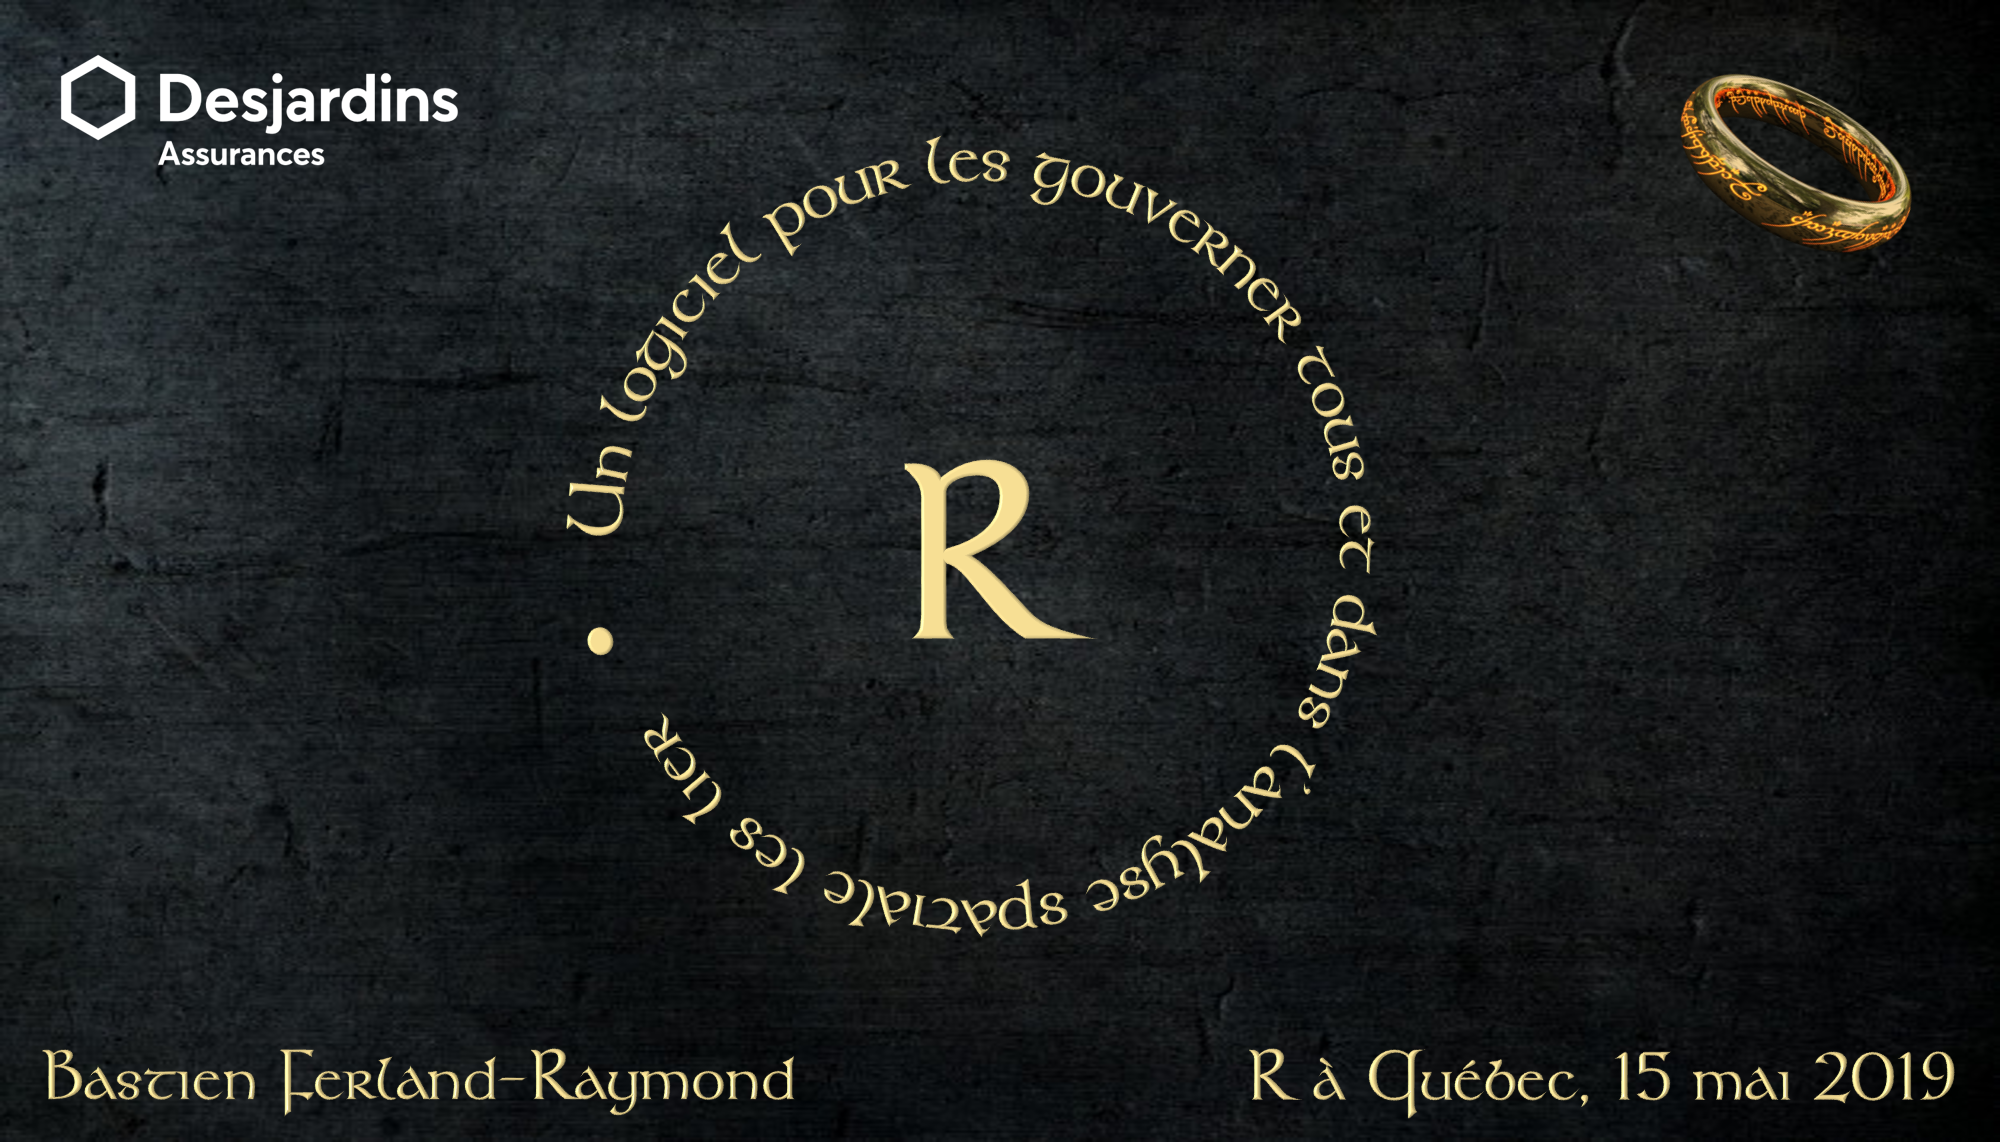 Desjardins
Assurances
Un logiciel pour les gouverner tous et dans l'analyse spatiale les lier •
R
Bastien Ferland-Raymond
R à Québec, 15 mai 2019